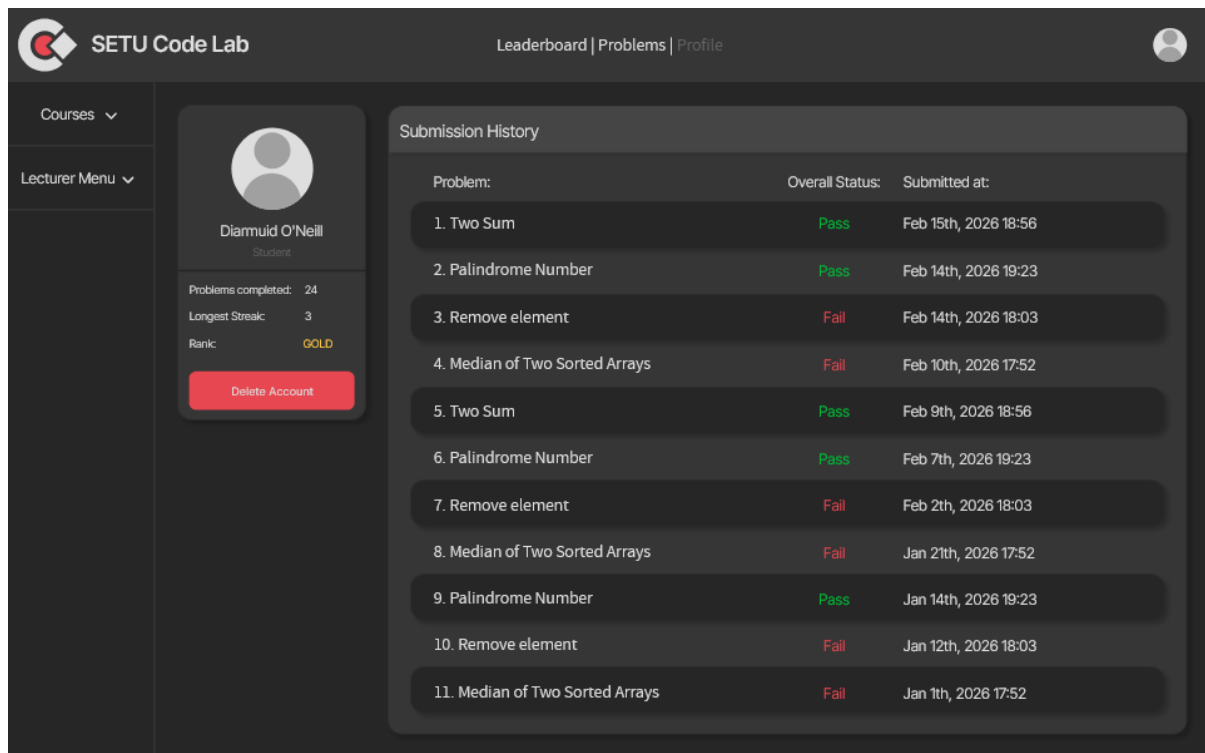 SETU Code Lab
Leaderboard | Problems | Profile
Courses
Lecturer Menu
Diarmuid O'Neill
Student
Problems completed: 24
Longest Streak: 3
Rank: GOLD
Delete Account
Submission History
Problem: Overall Status: Submitted at:
1. Two Sum Pass Feb 15th, 2026 18:56
2. Palindrome Number Pass Feb 14th, 2026 19:23
3. Remove element Fail Feb 14th, 2026 18:03
4. Median of Two Sorted Arrays Fail Feb 10th, 2026 17:52
5. Two Sum Pass Feb 9th, 2026 18:56
6. Palindrome Number Pass Feb 7th, 2026 19:23
7. Remove element Fail Feb 2th, 2026 18:03
8. Median of Two Sorted Arrays Fail Jan 21th, 2026 17:52
9. Palindrome Number Pass Jan 14th, 2026 19:23
10. Remove element Fail Jan 12th, 2026 18:03
11. Median of Two Sorted Arrays Fail Jan 1th, 2026 17:52